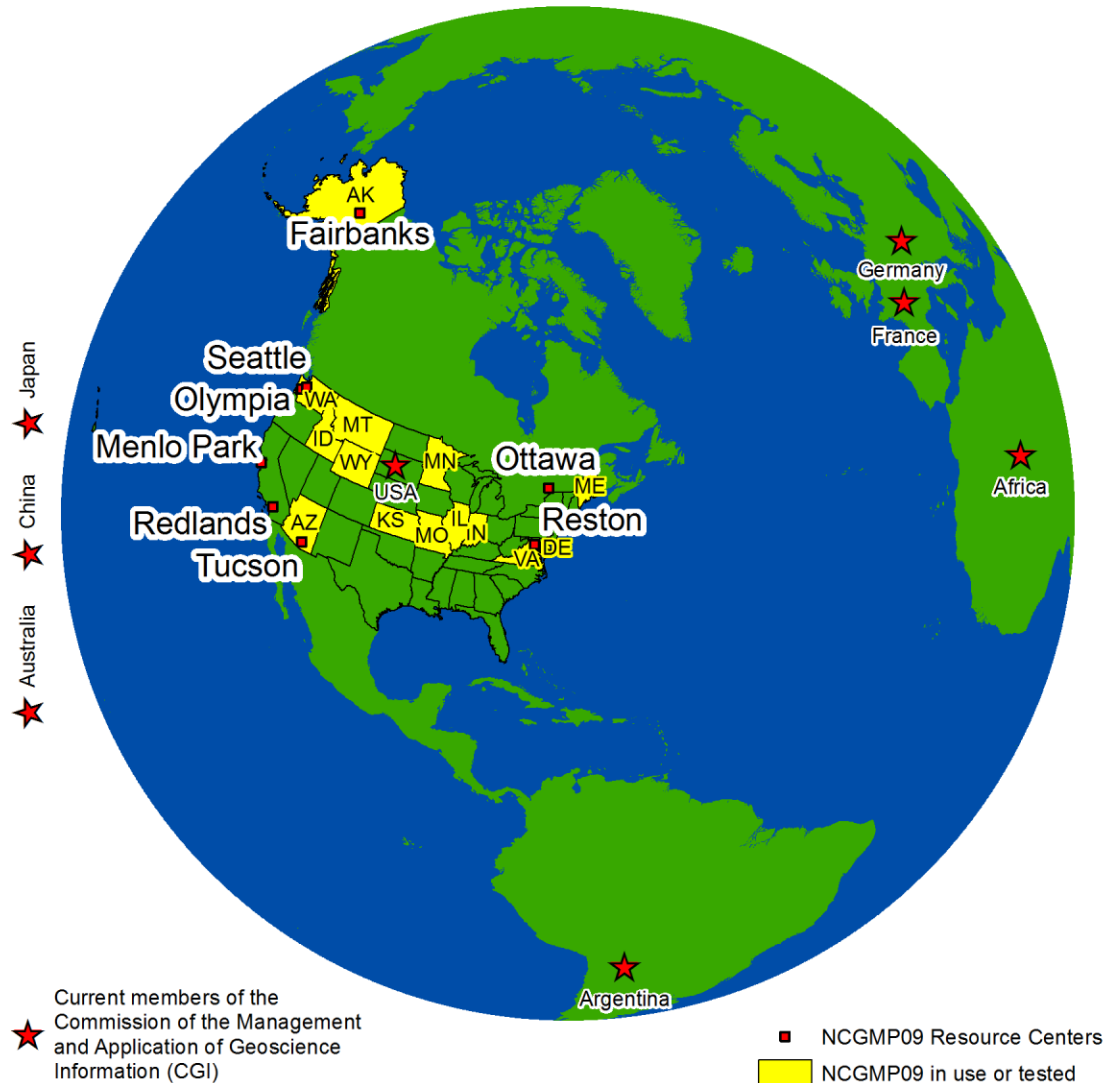 AK
Fairbanks
Germany
France
Japan
Seattle
WA
Olympia
MT
ID
Menlo Park
WY
MN
USA
Ottawa
ME
Africa
China
Redlands
AZ
KS
MO
IL
IN
Reston
DE
VA
Tucson
Australia
Argentina
Current members of the
Commission of the Management
and Application of Geoscience
Information (CGI)
NCGMP09 Resource Centers
NCGMP09 in use or tested